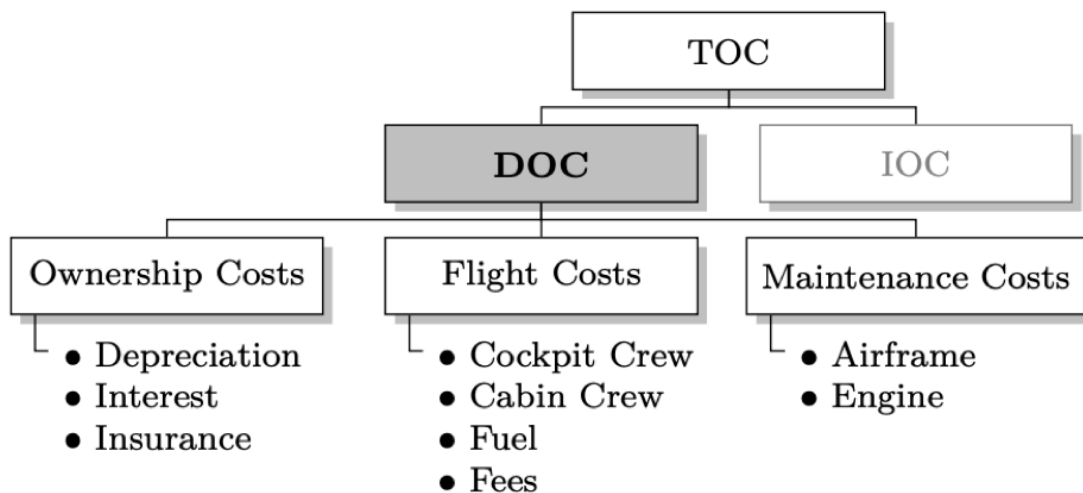 TOC
DOC
IOC
Ownership Costs
Flight Costs
Maintenance Costs
• Depreciation
• Interest
• Insurance
• Cockpit Crew
• Cabin Crew
• Fuel
• Fees
• Airframe
• Engine